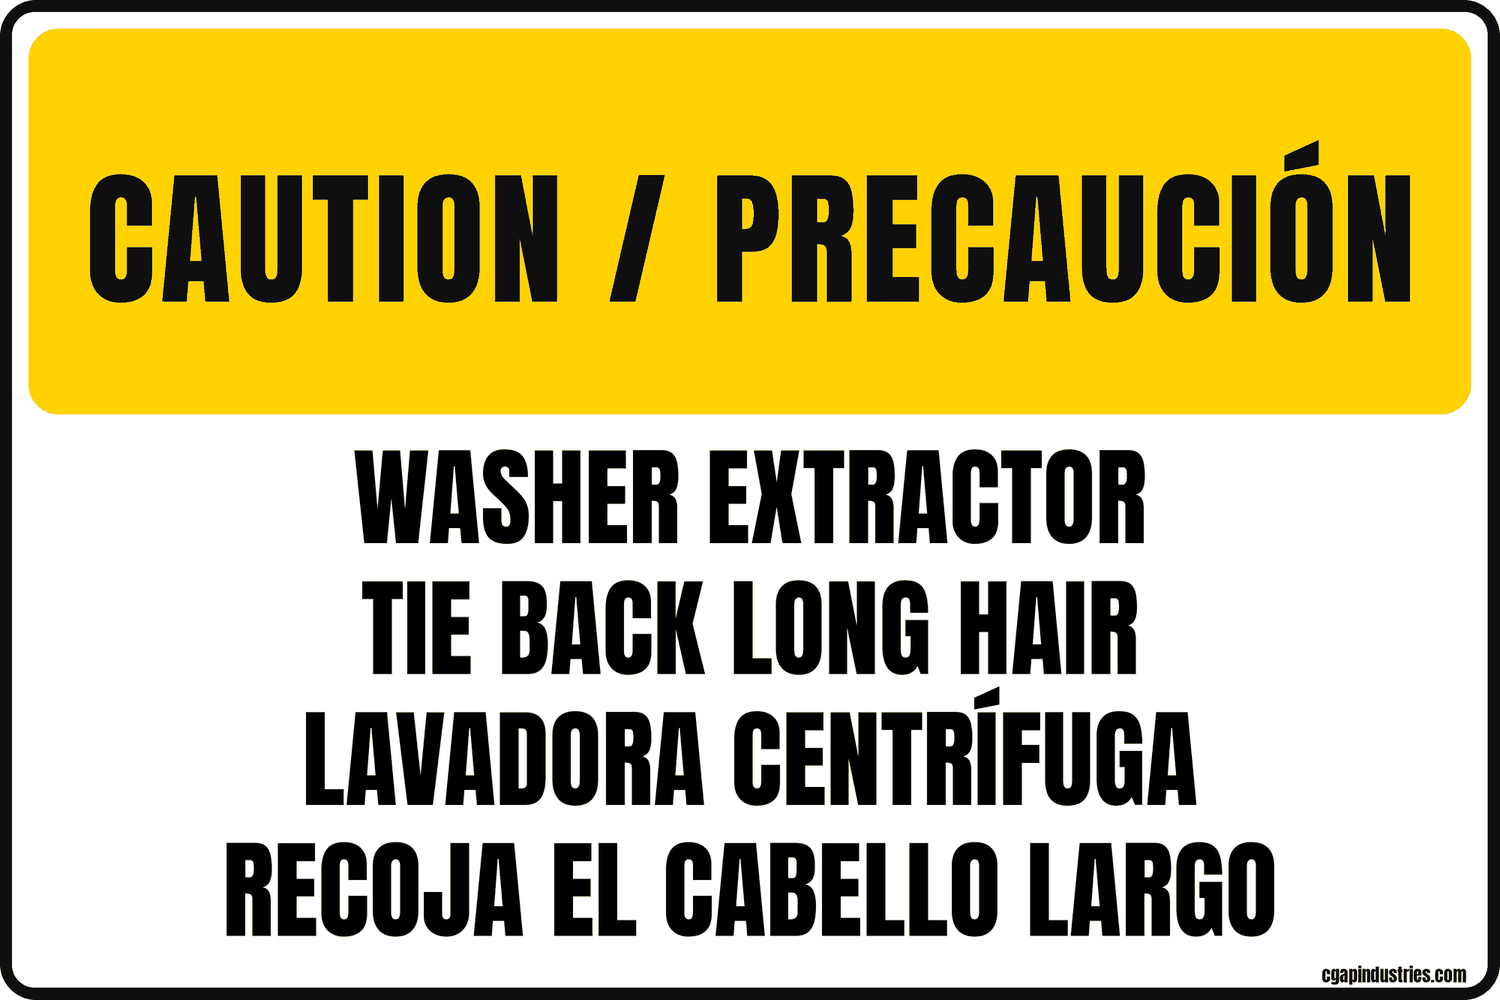 CAUTION / PRECAUCIÓN
WASHER EXTRACTOR
TIE BACK LONG HAIR
LAVADORA CENTRÍFUGA
RECOJA EL CABELLO LARGO
cgapindustries.com